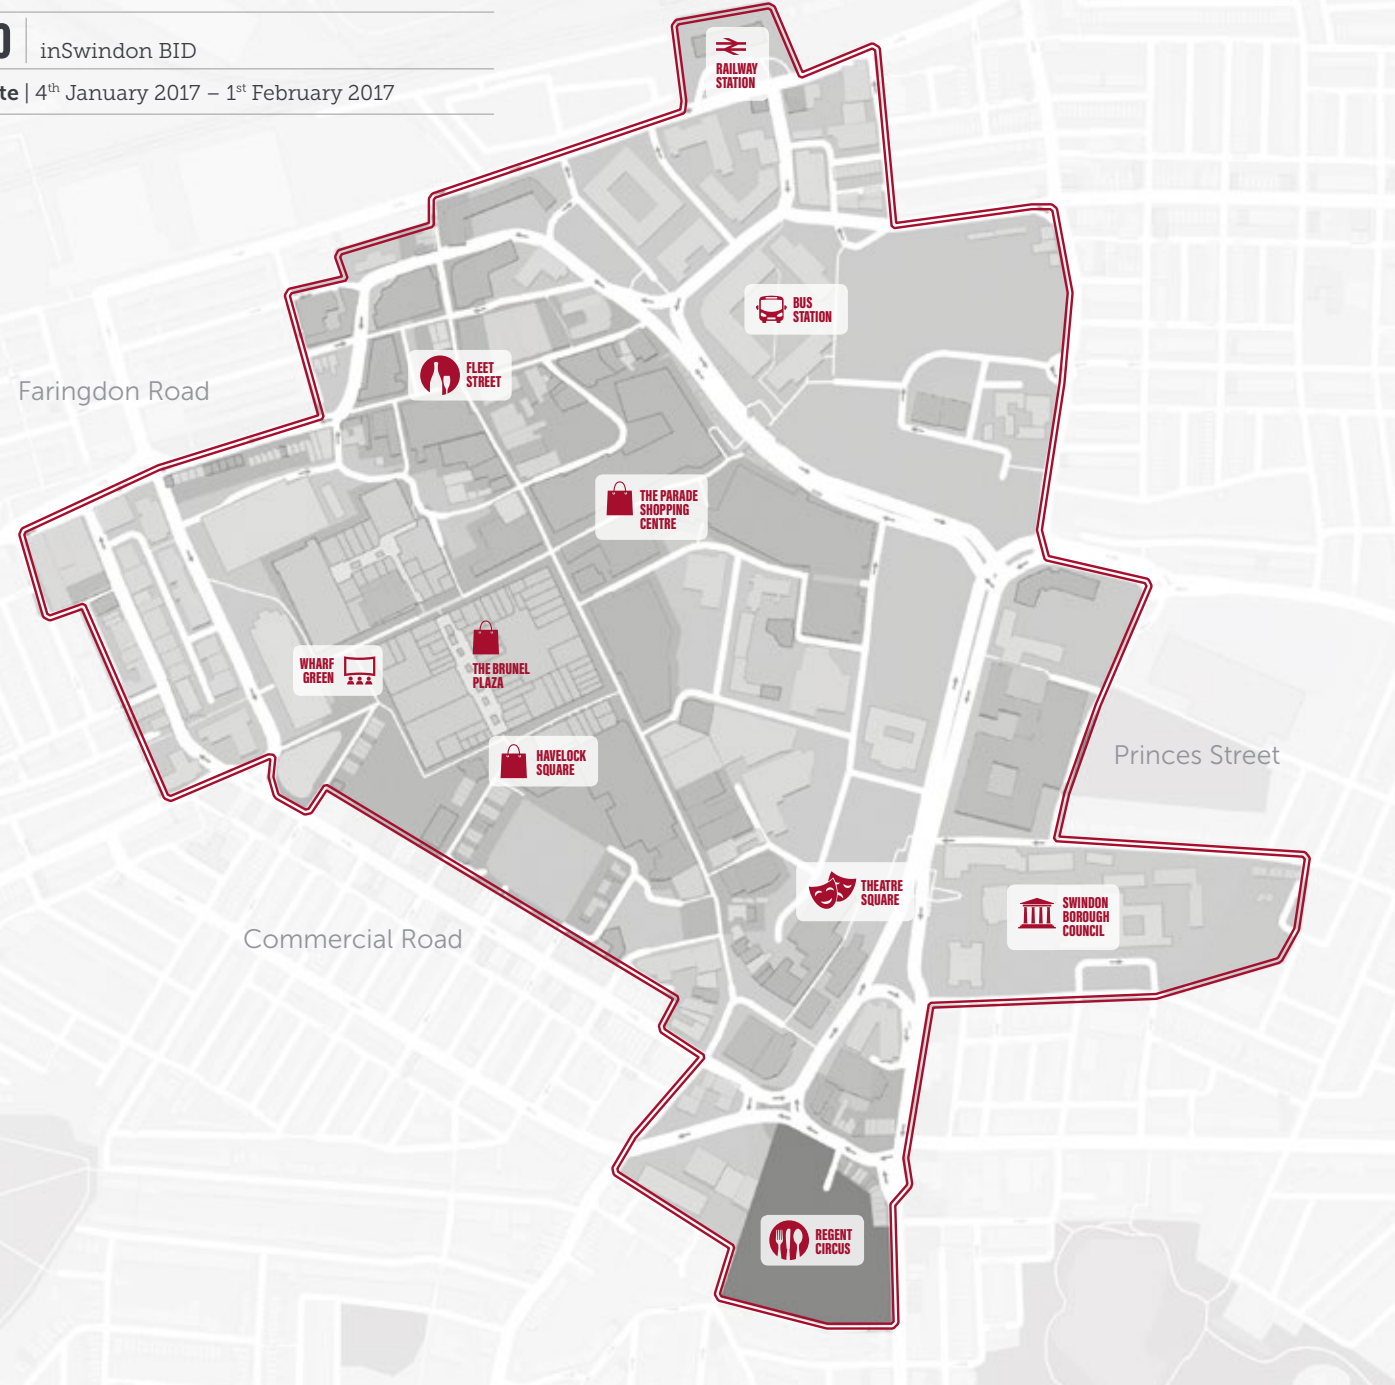 inSwindon BID
te | 4th January 2017 – 1st February 2017
RAILWAY
STATION
BUS
STATION
FLEET
STREET
Faringdon Road
THE PARADE
SHOPPING
CENTRE
WHARF
GREEN
THE BRUNEL
PLAZA
HAVELOCK
SQUARE
Princes Street
THEATRE
SQUARE
SWINDON
BOROUGH
COUNCIL
Commercial Road
REGENT
CIRCUS